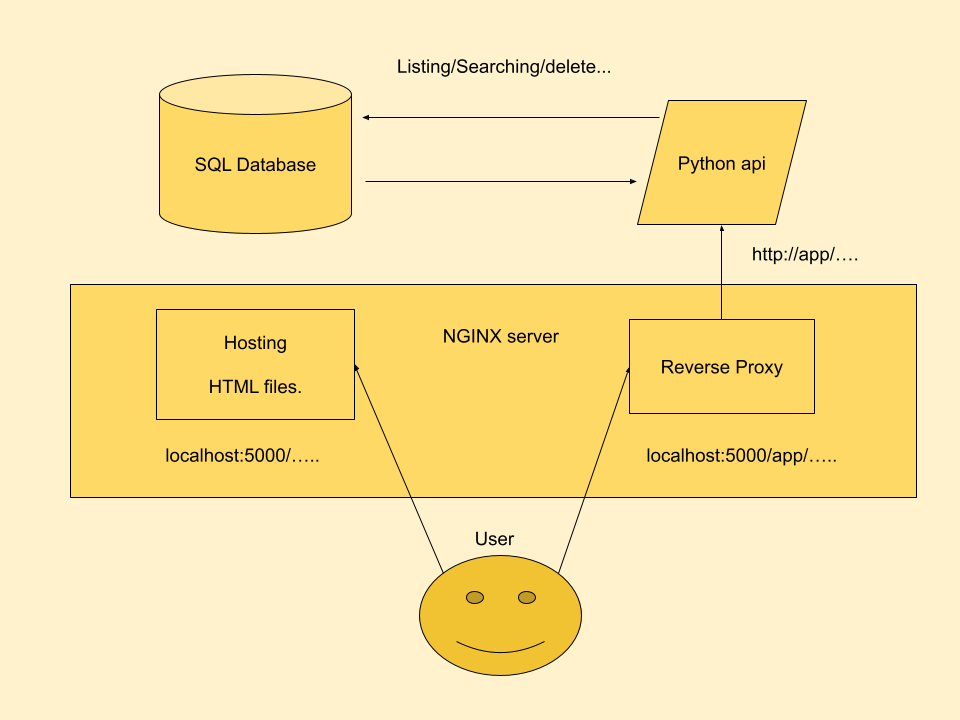 Listing/Searching/delete...
SQL Database
Python api
http://app/….
NGINX server
Hosting
HTML files.
Reverse Proxy
localhost:5000/…..
localhost:5000/app/…..
User